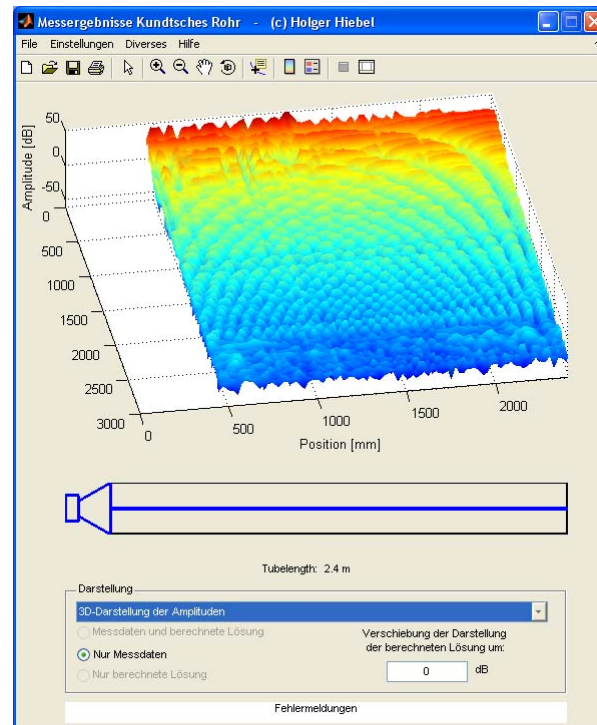 Messergebnisse Kundtsches Rohr - (c) Holger Hiebel
File Einstellungen Diverses Hilfe
50
0
-50
Amplitude [dB]
0
500
1000
1500
2000
2500
3000
0
500
1000
1500
2000
Position [mm]
Tubelength: 2.4 m
Darstellung
3D-Darstellung der Amplituden
Messdaten und berechnete Lösung
Nur Messdaten
Nur berechnete Lösung
Verschiebung der Darstellung
der berechneten Lösung um:
0 dB
Fehlermeldungen